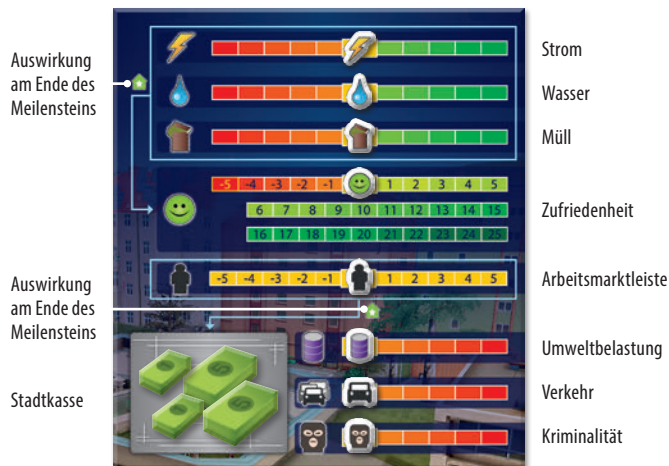 Auswirkung
am Ende des
Meilensteins
Strom
Wasser
Müll
-5 -4 -3 -2 -1 1 2 3 4 5
6 7 8 9 10 11 12 13 14 15
16 17 18 19 20 21 22 23 24 25
Zufriedenheit
-5 -4 -3 -2 -1 1 2 3 4 5
Arbeitsmarktleiste
Auswirkung
am Ende des
Meilensteins
Stadtkasse
Umweltbelastung
Verkehr
Kriminalität